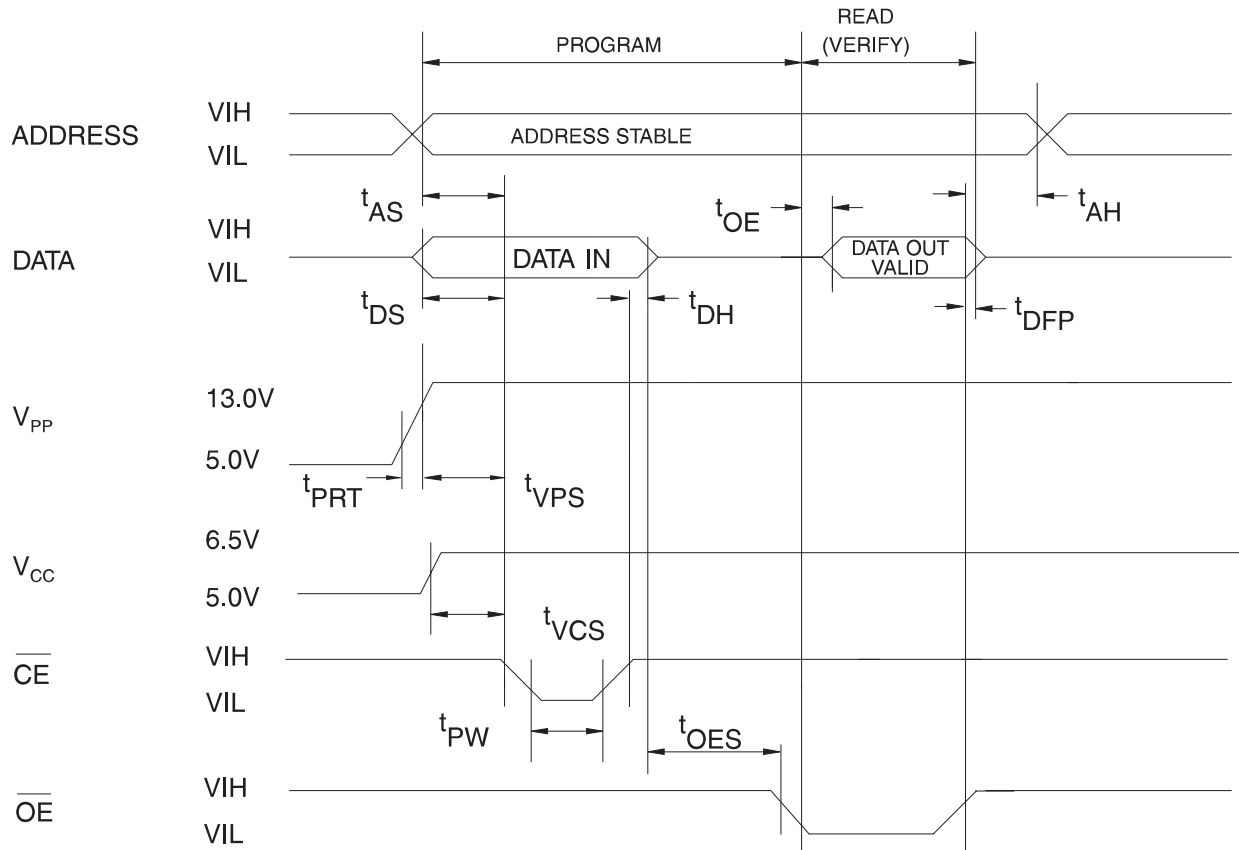 PROGRAM
READ
(VERIFY)
ADDRESS
VIH
VIL
ADDRESS STABLE
tAS
tOE
tAH
DATA
VIH
VIL
DATA IN
DATA OUT
VALID
tDS
tDH
tDFP
VPP
13.0V
5.0V
tPRT
tVPS
VCC
6.5V
5.0V
tVCS
CE
VIH
VIL
tPW
tOES
OE
VIH
VIL